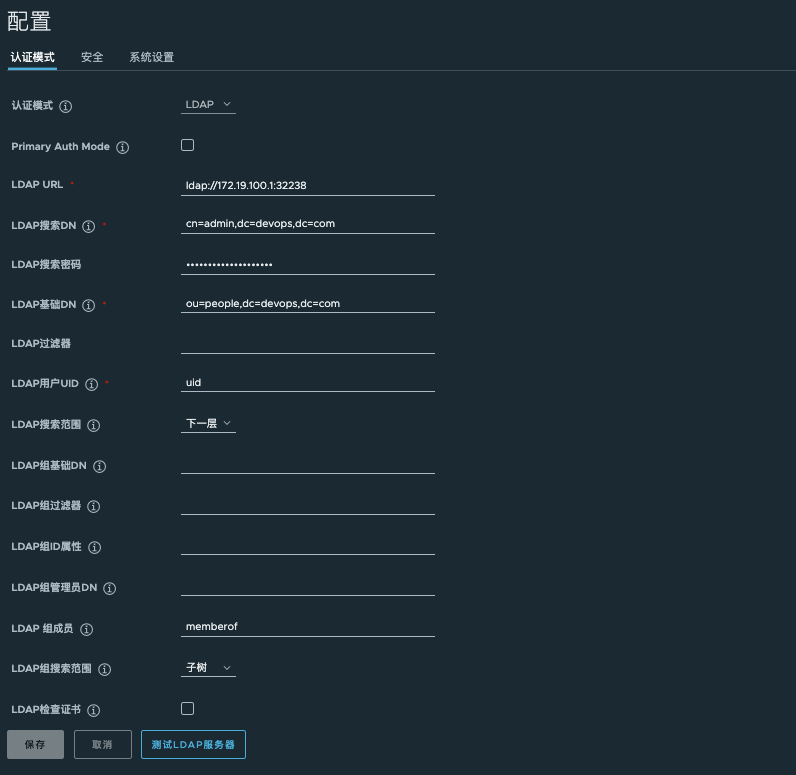 配置
认证模式 安全 系统设置
认证模式 LDAP
Primary Auth Mode
LDAP URL * ldap://172.19.100.1:32238
LDAP搜索DN * cn=admin,dc=devops,dc=com
LDAP搜索密码 ••••••••••••••••••••
LDAP基础DN * ou=people,dc=devops,dc=com
LDAP过滤器
LDAP用户UID * uid
LDAP搜索范围 下一层
LDAP组基础DN
LDAP组过滤器
LDAP组ID属性
LDAP组管理员DN
LDAP 组成员 memberof
LDAP组搜索范围 子树
LDAP检查证书
保存 取消 测试LDAP服务器